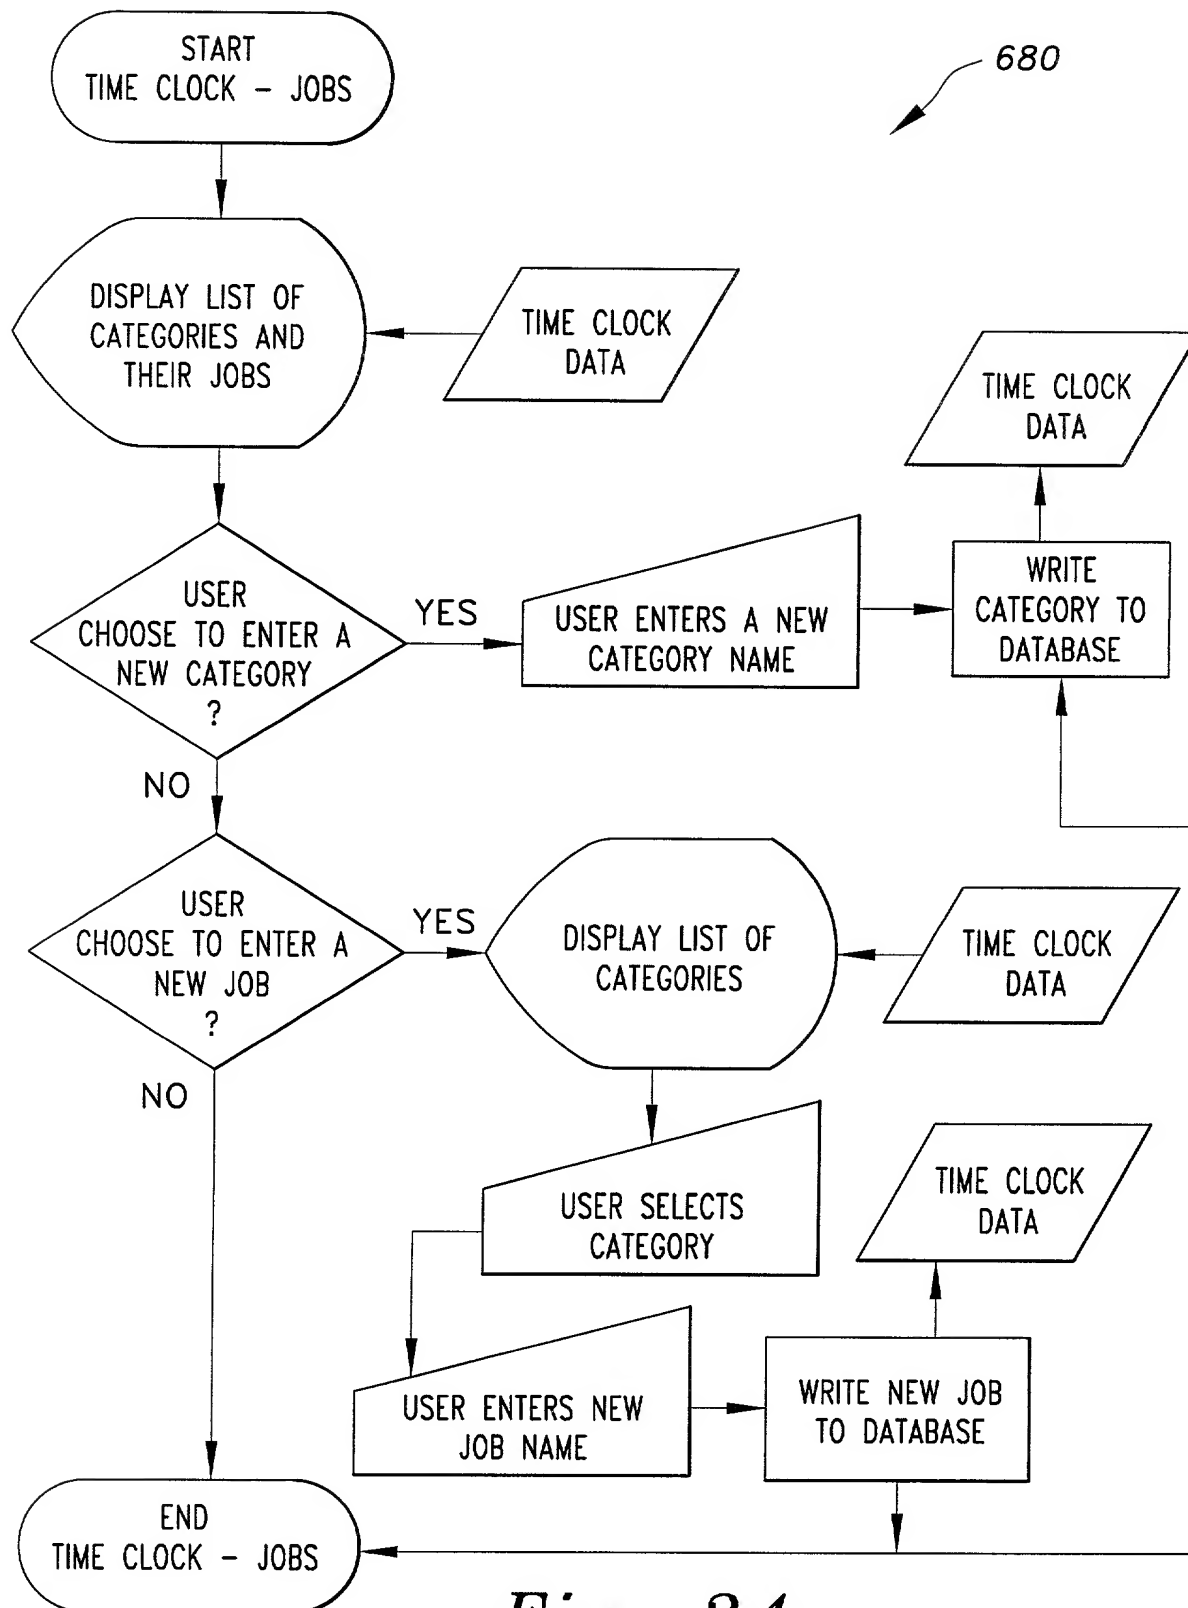 START
TIME CLOCK – JOBS
680
DISPLAY LIST OF
CATEGORIES AND
THEIR JOBS
TIME CLOCK
DATA
TIME CLOCK
DATA
USER
CHOOSE TO ENTER A
NEW CATEGORY
?
YES
USER ENTERS A NEW
CATEGORY NAME
WRITE
CATEGORY TO
DATABASE
NO
USER
CHOOSE TO ENTER A
NEW JOB
?
YES
DISPLAY LIST OF
CATEGORIES
TIME CLOCK
DATA
NO
USER SELECTS
CATEGORY
TIME CLOCK
DATA
USER ENTERS NEW
JOB NAME
WRITE NEW JOB
TO DATABASE
END
TIME CLOCK – JOBS